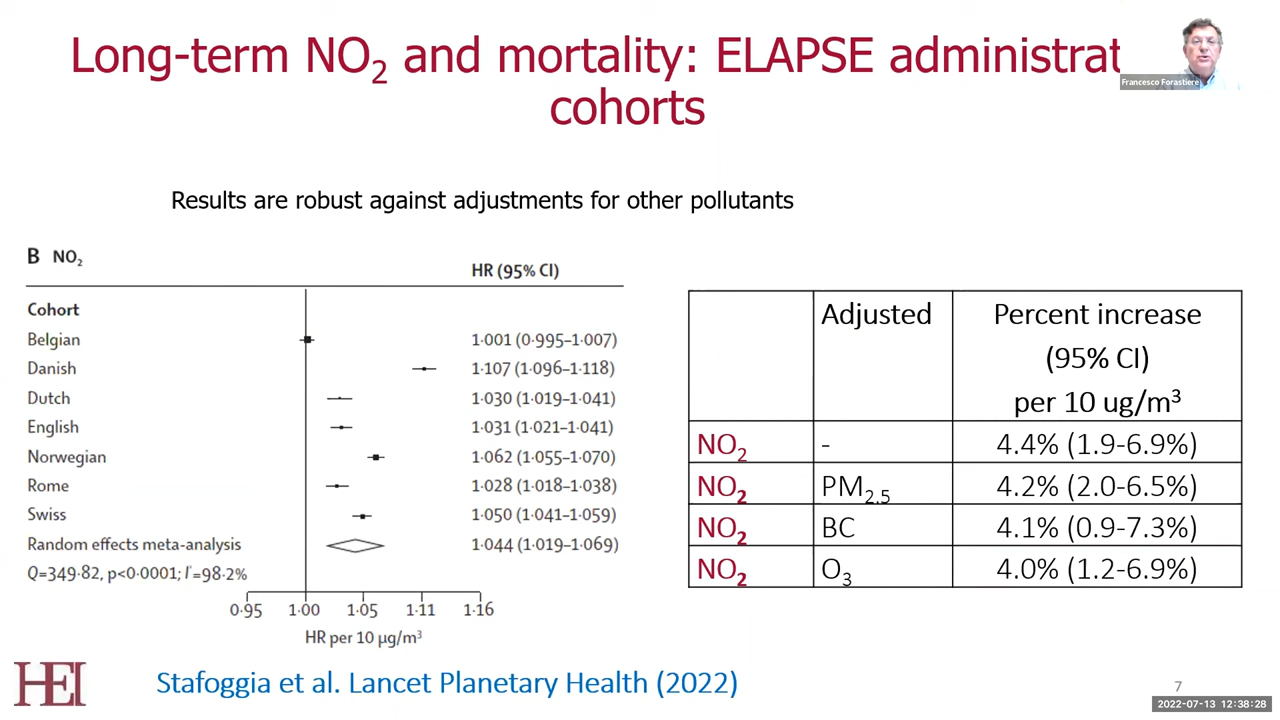 Long-term NO₂ and mortality: ELAPSE administrat
cohorts
Francesco Forastiere
Results are robust against adjustments for other pollutants
B NO₂
HR (95% CI)
Cohort
Belgian 1·001 (0·995–1·007)
Danish 1·107 (1·096–1·118)
Dutch 1·030 (1·019–1·041)
English 1·031 (1·021–1·041)
Norwegian 1·062 (1·055–1·070)
Rome 1·028 (1·018–1·038)
Swiss 1·050 (1·041–1·059)
Random effects meta-analysis 1·044 (1·019–1·069)
Q=349·82, p<0·0001; I²=98·2%
0·95 1·00 1·05 1·11 1·16
HR per 10 μg/m³
Adjusted Percent increase
(95% CI)
per 10 ug/m³
NO₂ - 4.4% (1.9-6.9%)
NO₂ PM₂.₅ 4.2% (2.0-6.5%)
NO₂ BC 4.1% (0.9-7.3%)
NO₂ O₃ 4.0% (1.2-6.9%)
HEI
Stafoggia et al. Lancet Planetary Health (2022)
7
2022-07-13 12:38:28